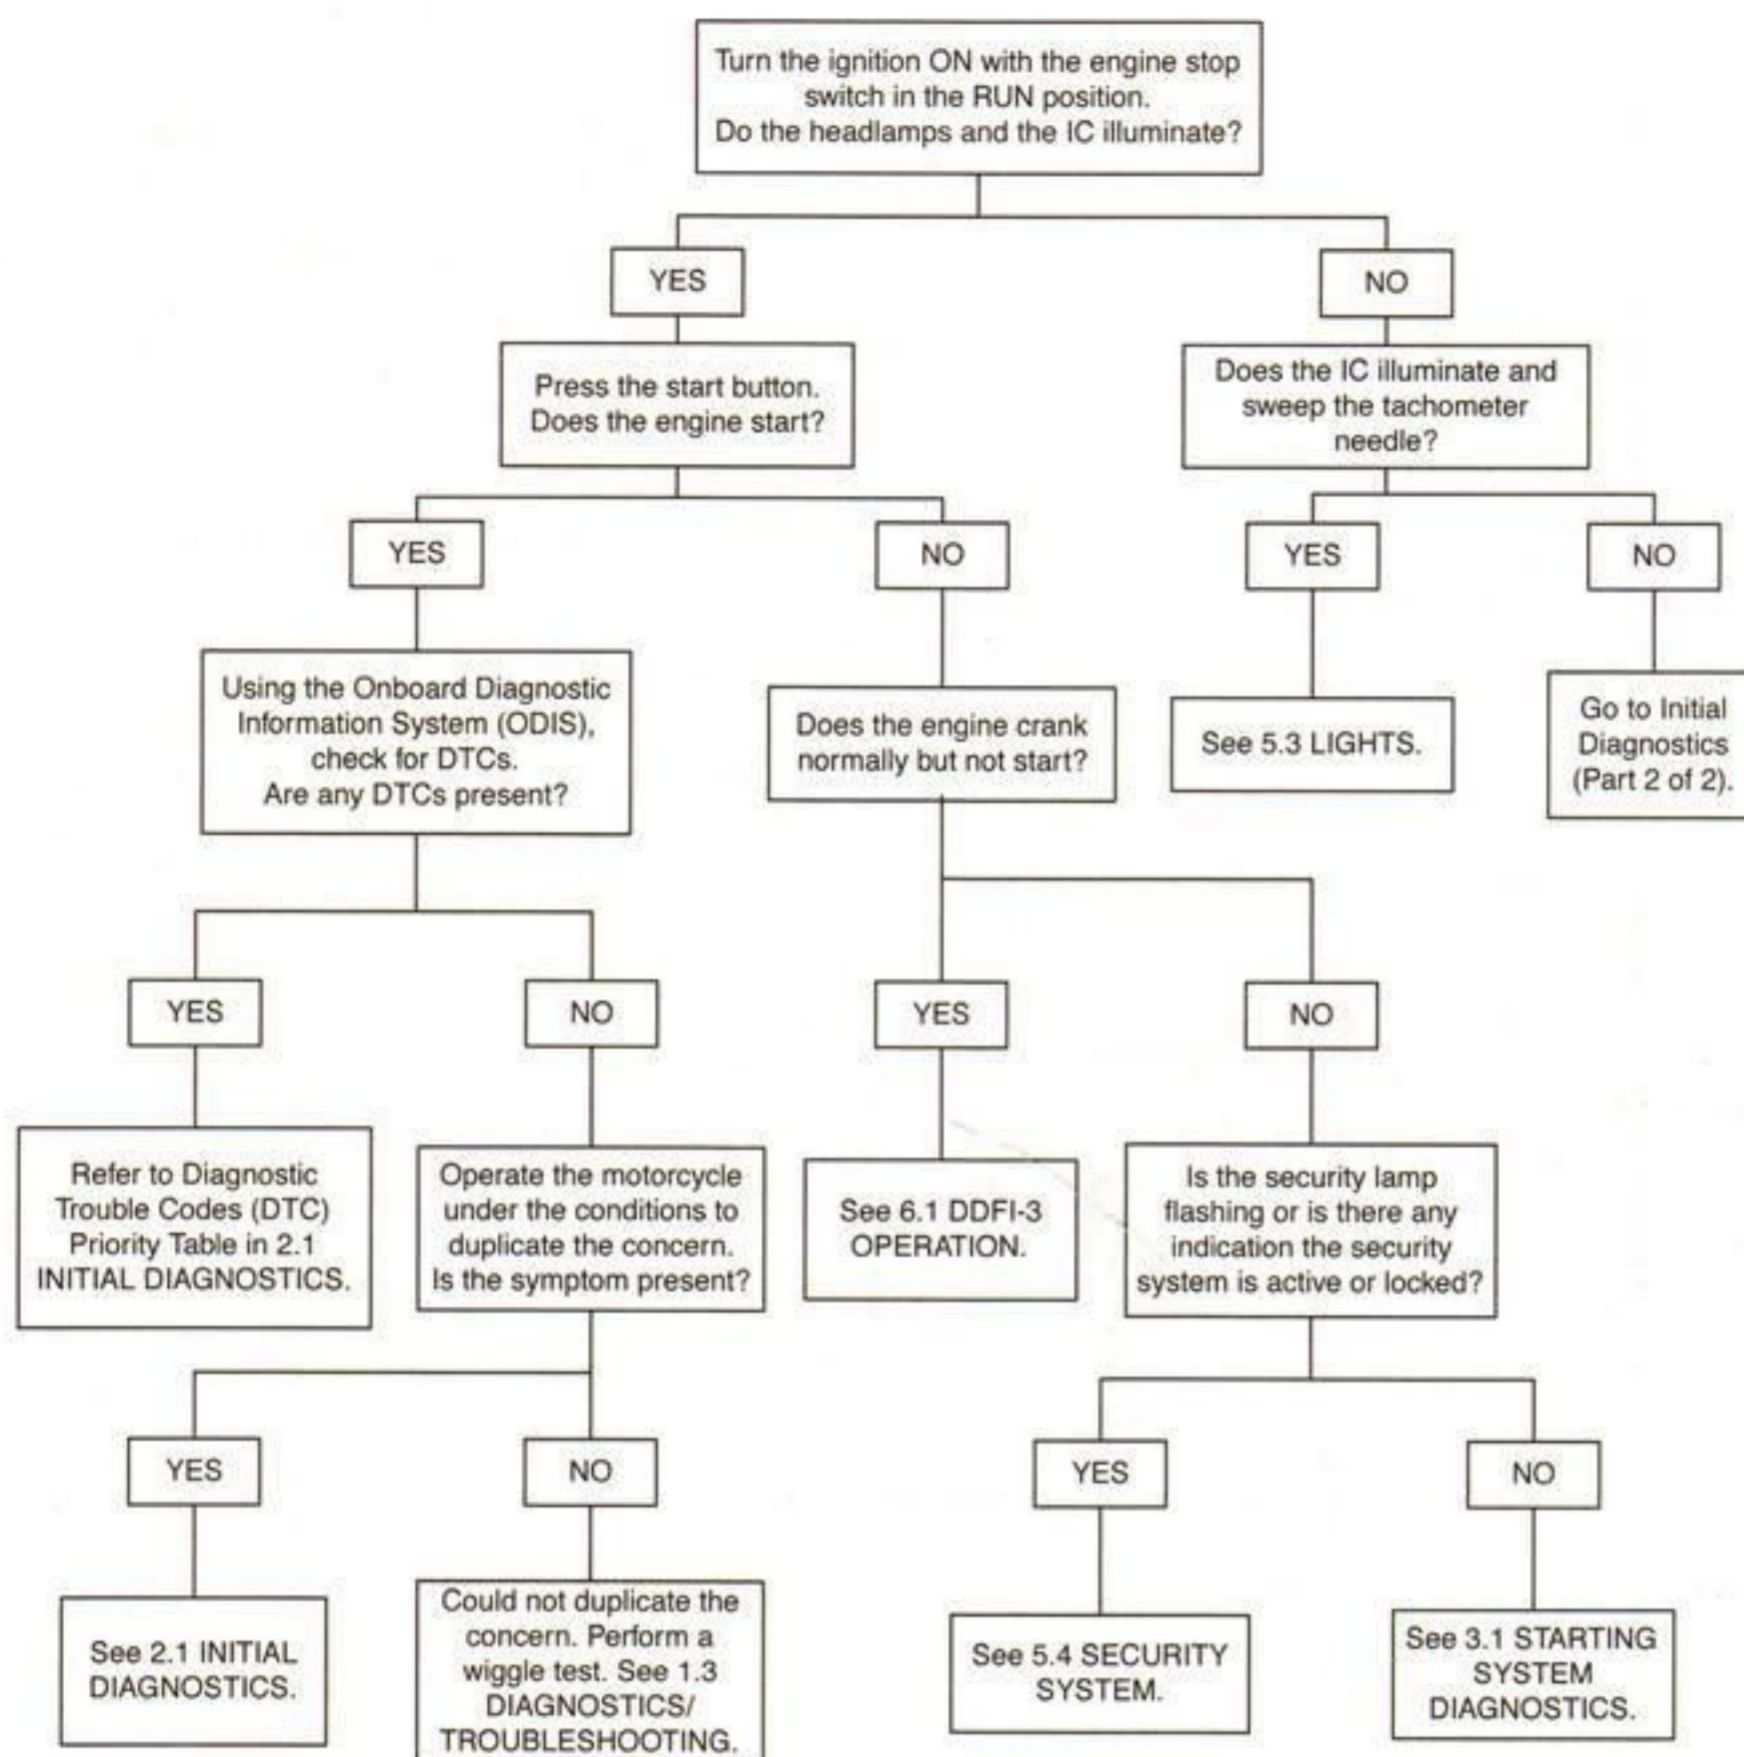 Turn the ignition ON with the engine stop
switch in the RUN position.
Do the headlamps and the IC illuminate?
YES
NO
Press the start button.
Does the engine start?
Does the IC illuminate and
sweep the tachometer
needle?
YES
NO
YES
NO
Using the Onboard Diagnostic
Information System (ODIS),
check for DTCs.
Are any DTCs present?
Does the engine crank
normally but not start?
See 5.3 LIGHTS.
Go to Initial
Diagnostics
(Part 2 of 2).
YES
NO
YES
NO
Refer to Diagnostic
Trouble Codes (DTC)
Priority Table in 2.1
INITIAL DIAGNOSTICS.
Operate the motorcycle
under the conditions to
duplicate the concern.
Is the symptom present?
See 6.1 DDFI-3
OPERATION.
Is the security lamp
flashing or is there any
indication the security
system is active or locked?
YES
NO
YES
NO
See 2.1 INITIAL
DIAGNOSTICS.
Could not duplicate the
concern. Perform a
wiggle test. See 1.3
DIAGNOSTICS/
TROUBLESHOOTING.
See 5.4 SECURITY
SYSTEM.
See 3.1 STARTING
SYSTEM
DIAGNOSTICS.